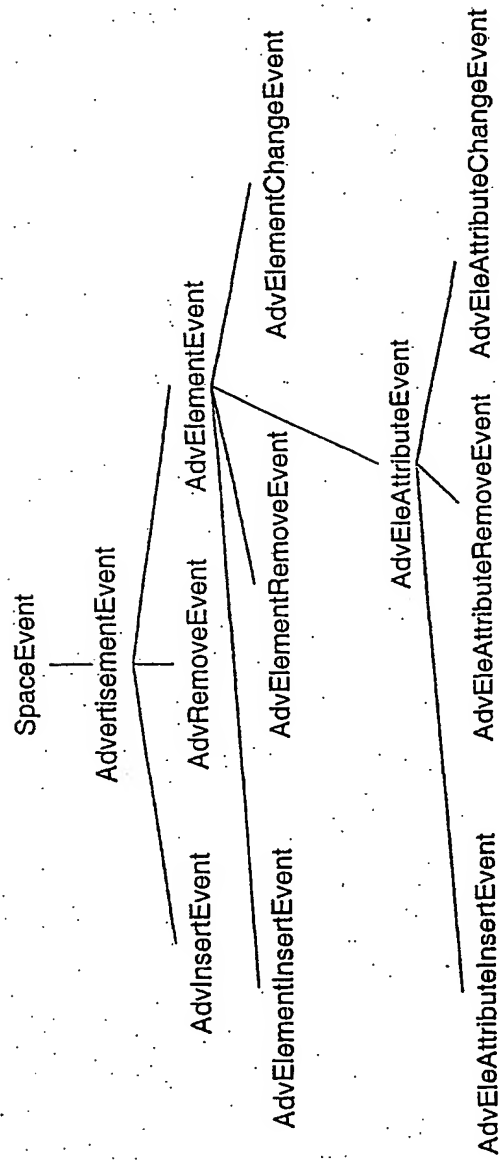 SpaceEvent
AdvertisementEvent
AdvInsertEvent AdvRemoveEvent AdvElementEvent
AdvElementInsertEvent AdvElementRemoveEvent AdvElementChangeEvent
AdvEleAttributeEvent
AdvEleAttributeInsertEvent AdvEleAttributeRemoveEvent AdvEleAttributeChangeEvent